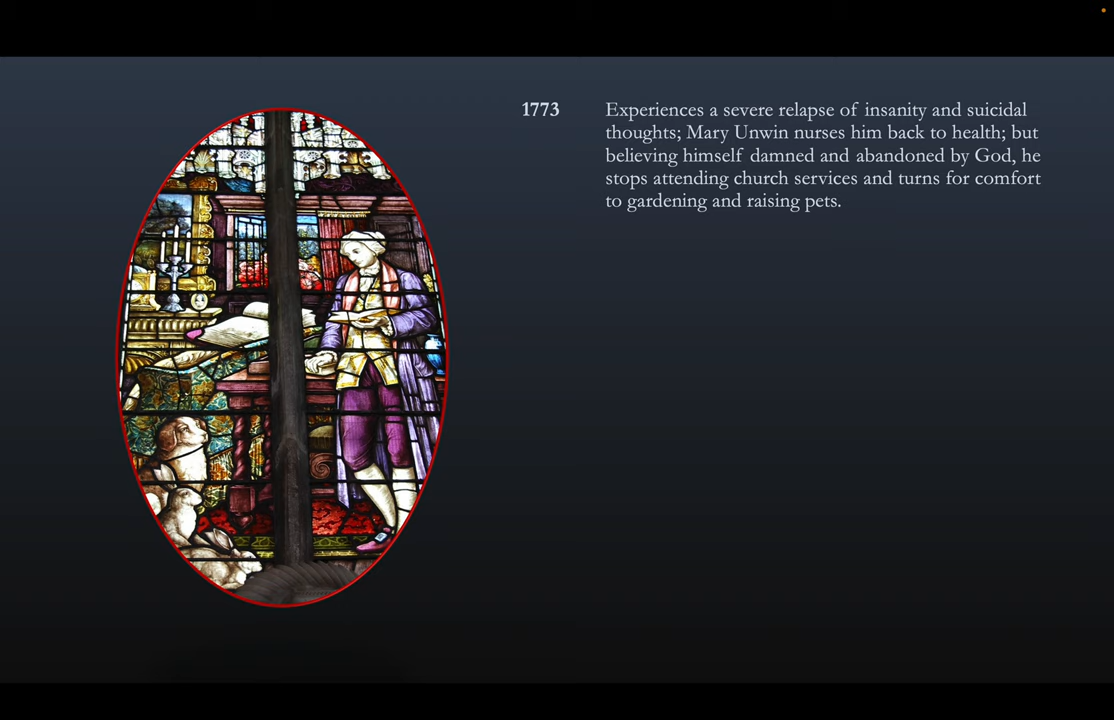 1773
Experiences a severe relapse of insanity and suicidal
thoughts; Mary Unwin nurses him back to health; but
believing himself damned and abandoned by God, he
stops attending church services and turns for comfort
to gardening and raising pets.